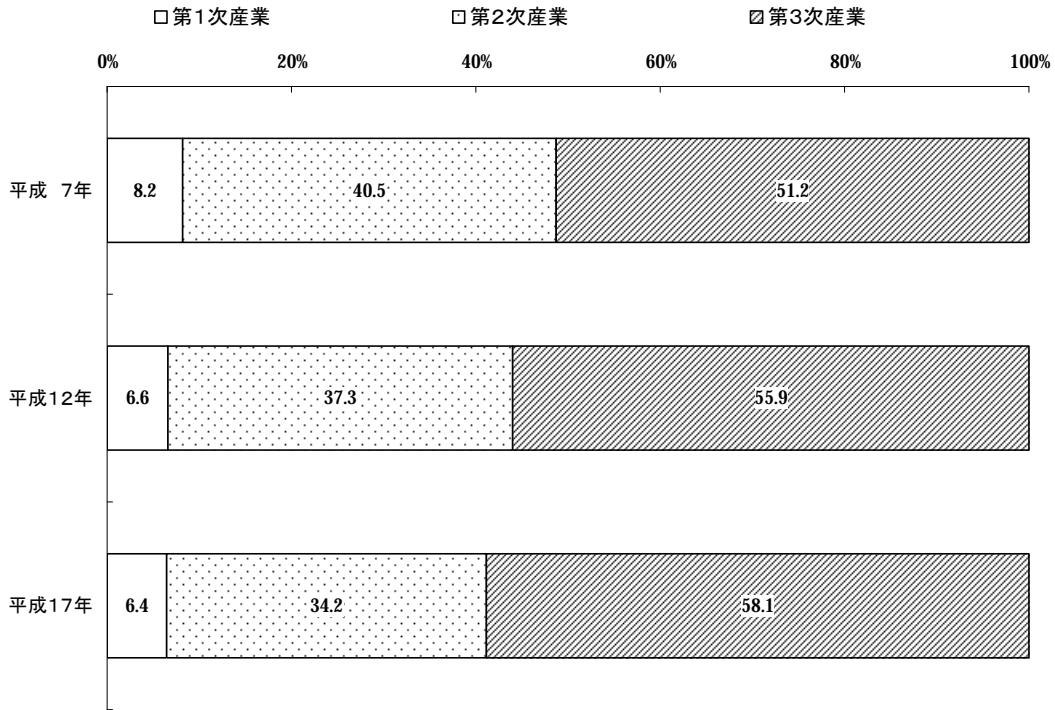 □第1次産業 □第2次産業 □第3次産業
0% 20% 40% 60% 80% 100%
平成 7年 8.2 40.5 51.2
平成12年 6.6 37.3 55.9
平成17年 6.4 34.2 58.1